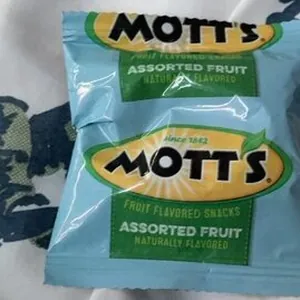 MOTT'S
FRUIT FLAVORED SNACKS
ASSORTED FRUIT
NATURALLY FLAVORED
since 1842
MOTT'S
FRUIT FLAVORED SNACKS
ASSORTED FRUIT
NATURALLY FLAVORED